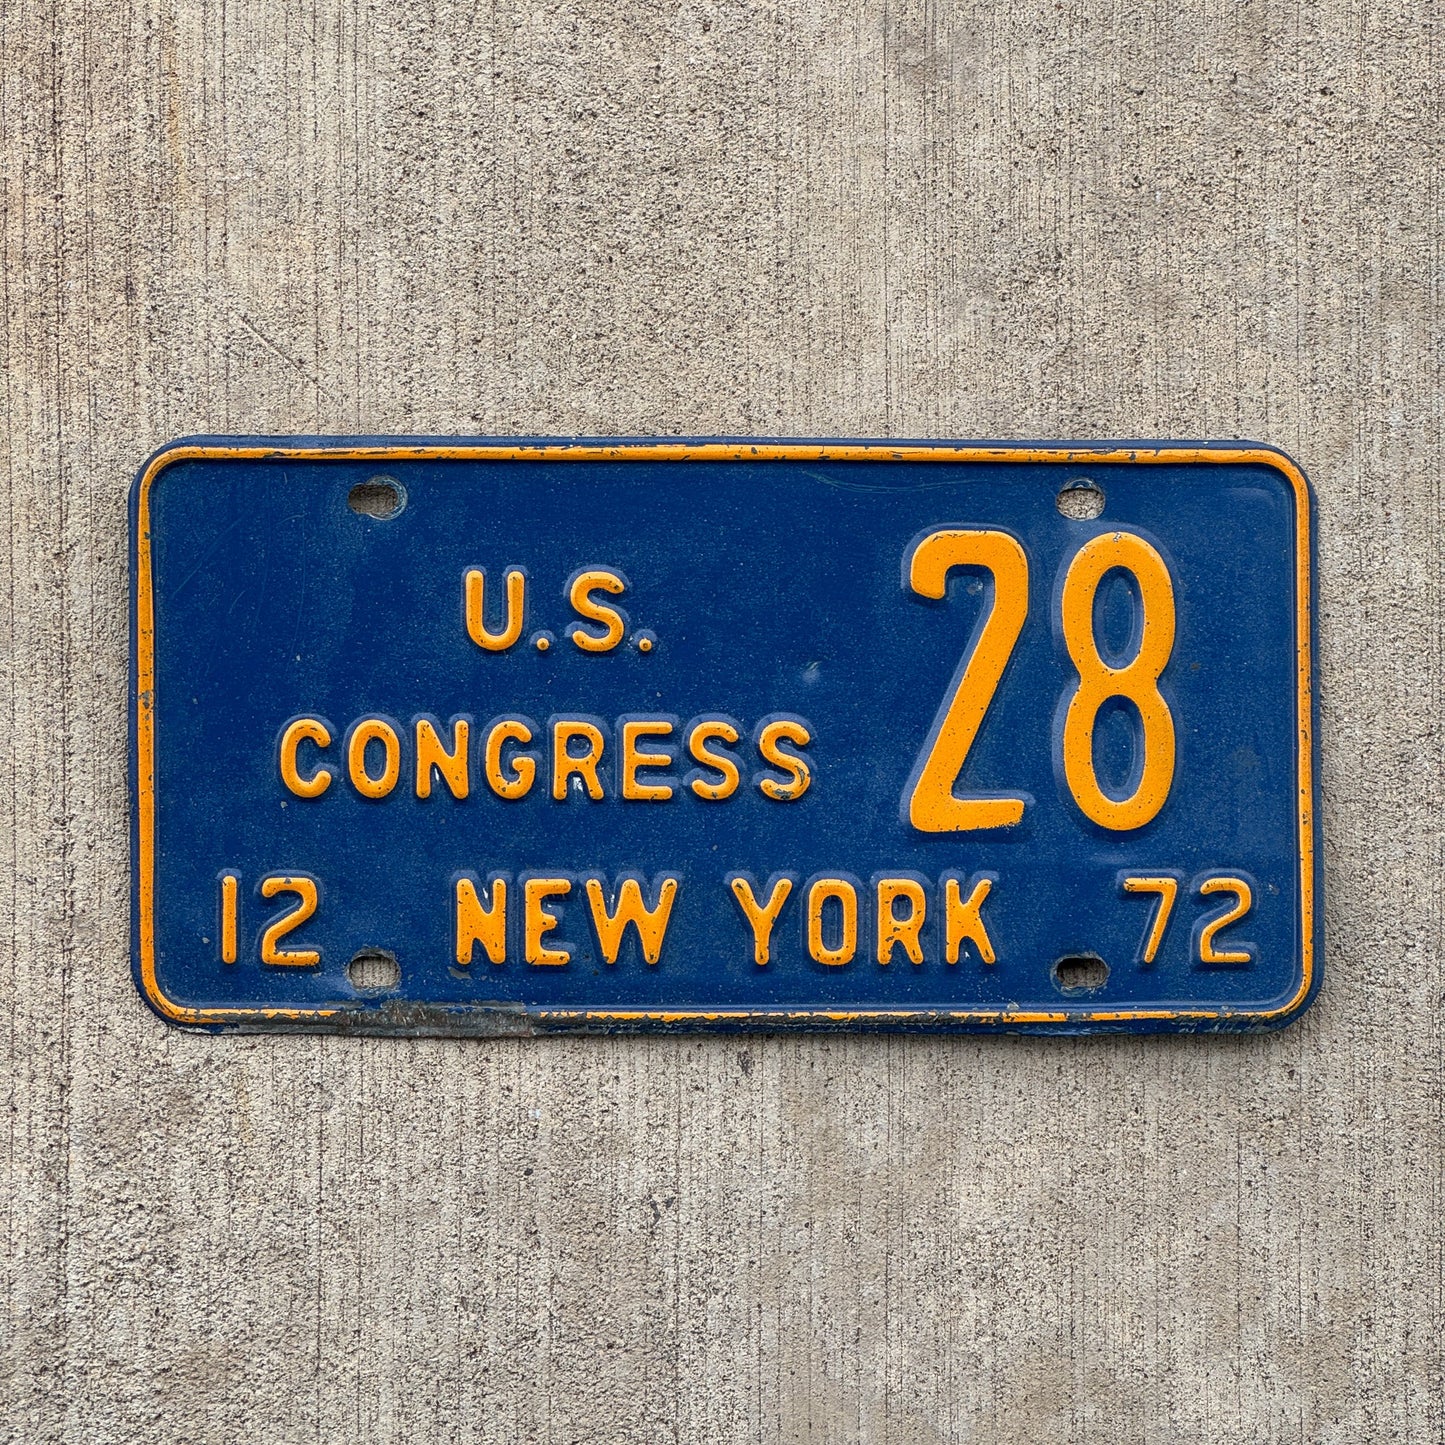 U.S.
CONGRESS 28
12 NEW YORK 72